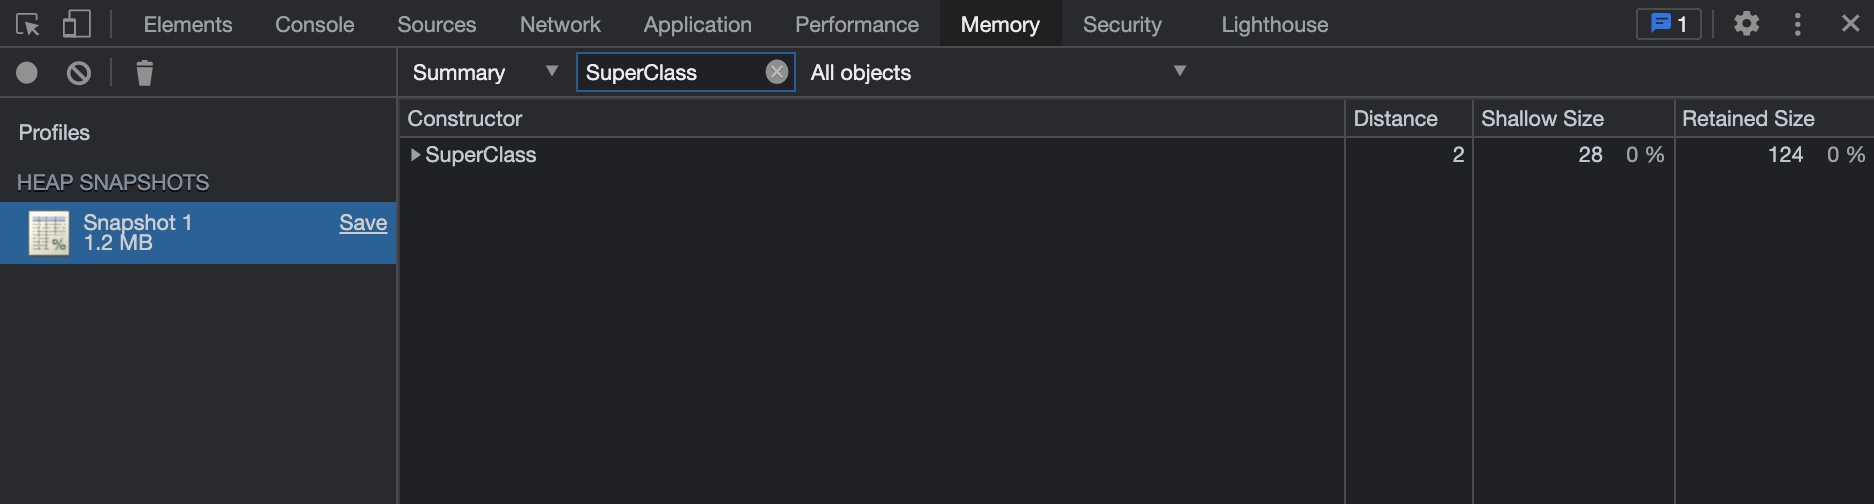 Elements Console Sources Network Application Performance Memory Security Lighthouse 1
Summary SuperClass All objects
Profiles
HEAP SNAPSHOTS
Snapshot 1 Save
1.2 MB
Constructor Distance Shallow Size Retained Size
SuperClass 2 28 0 % 124 0 %